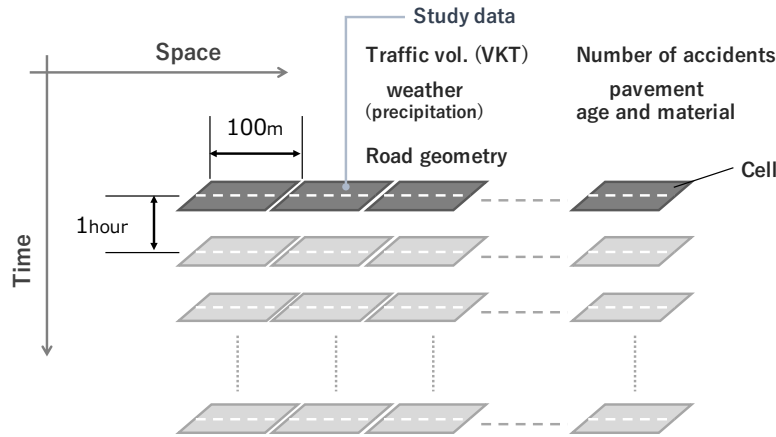 Study data
Space
Traffic vol. (VKT)
Number of accidents
weather
(precipitation)
pavement
age and material
100m
Road geometry
Cell
1hour
Time